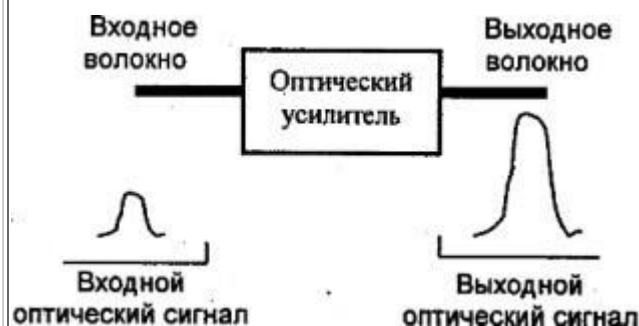 Входное
волокно
Оптический
усилитель
Выходное
волокно
Входной
оптический сигнал
Выходной
оптический сигнал